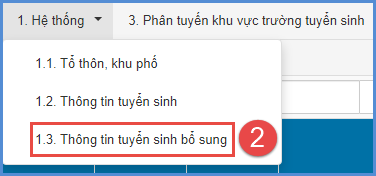 1. Hệ thống 3. Phân tuyến khu vực trường tuyển sinh
1.1. Tổ thôn, khu phố
1.2. Thông tin tuyển sinh
1.3. Thông tin tuyển sinh bổ sung 2